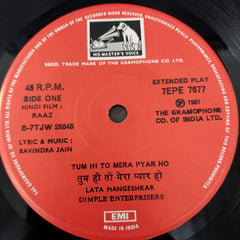 HIS MASTER'S VOICE
REGD. TRADE MARK OF THE GRAMOPHONE CO. LTD.
45 R.P.M.
SIDE ONE
HINDI FILM :
RAAZ
B-7TJW 28848
LYRIC & MUSIC :
RAVINDRA JAIN
EXTENDED PLAY
7EPE 7677
Ⓟ 1981
THE GRAMOPHONE
CO. OF INDIA LTD.
TUM HI TO MERA PYAR HO
तुम ही तो मेरा प्यार हो
LATA MANGESHKAR
DIMPLE ENTERPRISERS
EMI
MADE IN INDIA